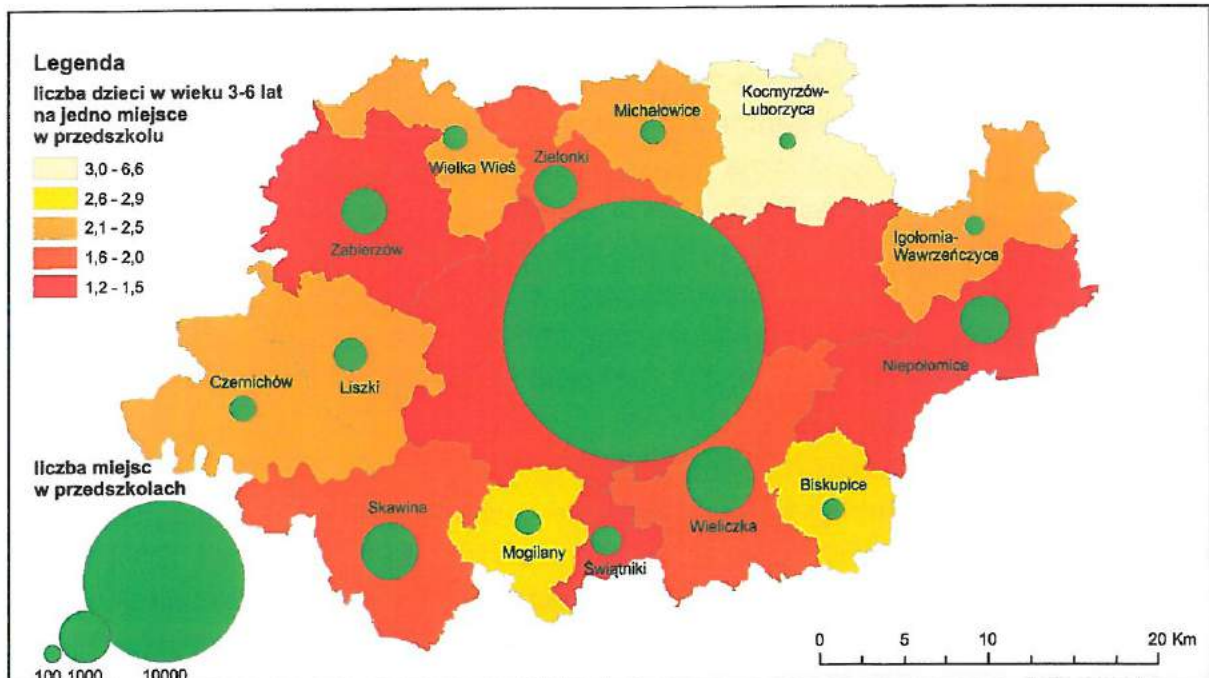 Legenda
liczba dzieci w wieku 3-6 lat
na jedno miejsce
w przedszkolu
3,0 - 6,6
2,6 - 2,9
2,1 - 2,5
1,6 - 2,0
1,2 - 1,5
Kocmyrzów-
Luborzyca
Michałowice
Zielonki
Wielka Wieś
Zabierzów
Igołomia-
Wawrzeńczyce
Niepołomice
Czernichów
Liszki
liczba miejsc
w przedszkolach
Skawina
Mogilany
Świątniki
Wieliczka
Biskupice
100 1000 10000
0 5 10 20 Km